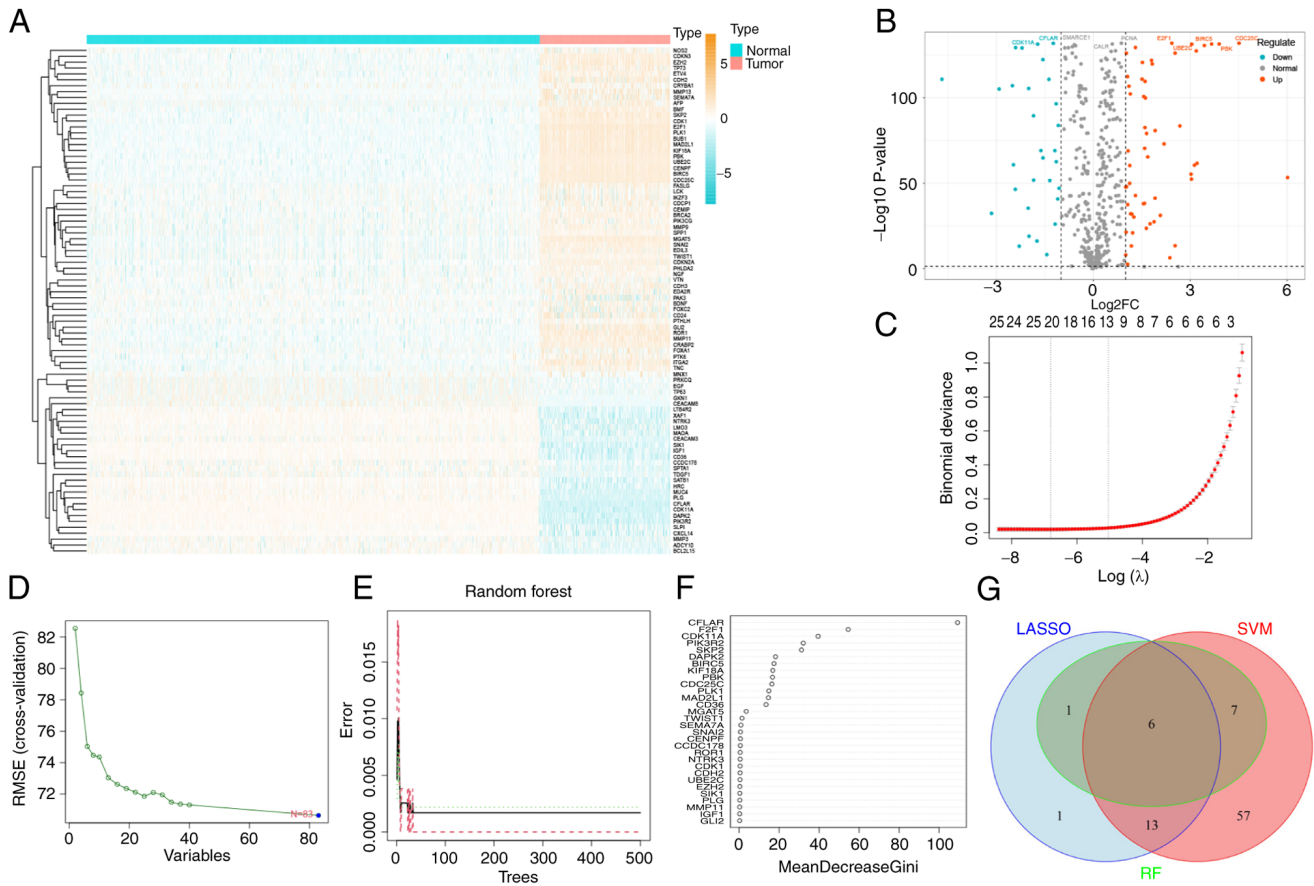 A
Type
Type
Normal
Tumor
5
0
−5
NOS2
CDKN3
EZH2
TP73
ETV4
CDH2
CRYBA1
MMP13
SEMA7A
AFP
BMF
SKP2
CDK1
E2F1
PLK1
BUB1
MAD2L1
KIF18A
PBK
UBE2C
CENPF
BIRC5
CDC25C
FASLG
LCK
IKZF3
CDCP1
CEMIP
BRCA2
PIK3CG
MMP9
SPP1
MGAT5
SNAI2
EDIL3
TWIST1
CDKN2A
PHLDA2
NGF
VTN
CDH3
EDA2R
PAK3
BDNF
FOXC2
CD24
PTHLH
GLI2
ROR1
MMP11
CRABP2
FOXA1
PTK6
ITGA2
TNC
MNX1
PRKCQ
EGF
TP63
GKN1
CEACAM6
LTB4R2
XAF1
NTRK3
LMO3
MAOA
CEACAM3
SIK1
IGF1
CD36
CCDC178
SPTA1
TDGF1
SATB1
HRC
MUC4
PLG
CFLAR
CDK11A
DAPK2
PIK3R2
SLPI
CXCL14
MMP3
ADCY10
BCL2L15
B
CDK11A
CFLAR
SMARCE1
CALR
PCNA
E2F1
UBE2C
BIRC5
PBK
CDC25C
Regulate
Down
Normal
Up
−Log10 P-value
100
50
0
−3 0 3 6
Log2FC
C
25 24 25 20 18 16 13 9 8 7 6 6 6 6 3
Binomial deviance
1.0
0.8
0.6
0.4
0.2
0.0
−8 −6 −4 −2
Log (λ)
D
RMSE (cross-validation)
82
80
78
76
74
72
N=83
0 20 40 60 80
Variables
E
Random forest
Error
0.015
0.010
0.005
0.000
0 100 200 300 400 500
Trees
F
CFLAR
F2F1
CDK11A
PIK3R2
SKP2
DAPK2
BIRC5
KIF18A
PBK
CDC25C
PLK1
MAD2L1
CD36
MGAT5
TWIST1
SEMA7A
SNAI2
CENPF
CCDC178
ROR1
NTRK3
CDK1
CDH2
UBE2C
EZH2
SIK1
PLG
MMP11
IGF1
GLI2
0 20 40 60 80 100
MeanDecreaseGini
G
LASSO
SVM
1
6
7
1
13
57
RF